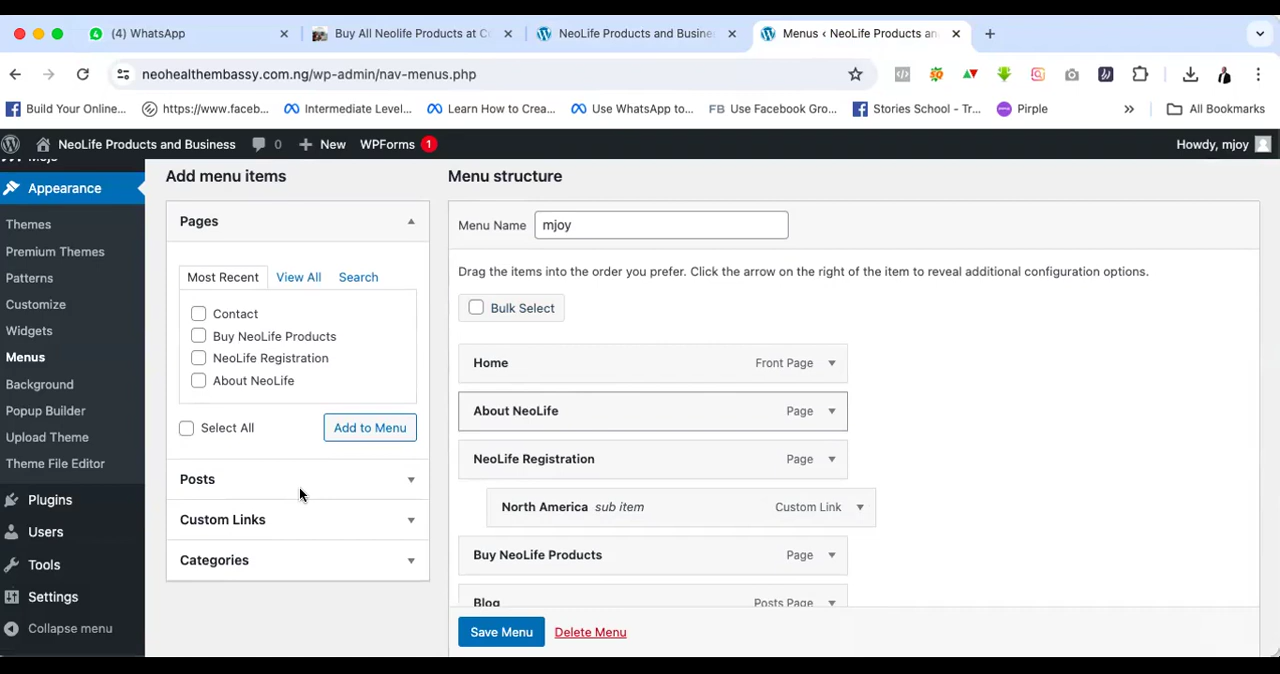 (4) WhatsApp
Buy All Neolife Products at C
NeoLife Products and Busine
Menus ‹ NeoLife Products an
neohealthembassy.com.ng/wp-admin/nav-menus.php
Build Your Online...
https://www.faceb...
Intermediate Level...
Learn How to Crea...
Use WhatsApp to...
FB Use Facebook Gro...
Stories School - Tr...
Pirple
»
All Bookmarks
NeoLife Products and Business
0
+ New
WPForms 1
Howdy, mjoy
Mojo
Appearance
Themes
Premium Themes
Patterns
Customize
Widgets
Menus
Background
Popup Builder
Upload Theme
Theme File Editor
Plugins
Users
Tools
Settings
Collapse menu
Add menu items
Pages
Most Recent View All Search
Contact
Buy NeoLife Products
NeoLife Registration
About NeoLife
Select All
Add to Menu
Posts
Custom Links
Categories
Menu structure
Menu Name mjoy
Drag the items into the order you prefer. Click the arrow on the right of the item to reveal additional configuration options.
Bulk Select
Home Front Page
About NeoLife Page
NeoLife Registration Page
North America sub item Custom Link
Buy NeoLife Products Page
Blog Posts Page
Save Menu Delete Menu